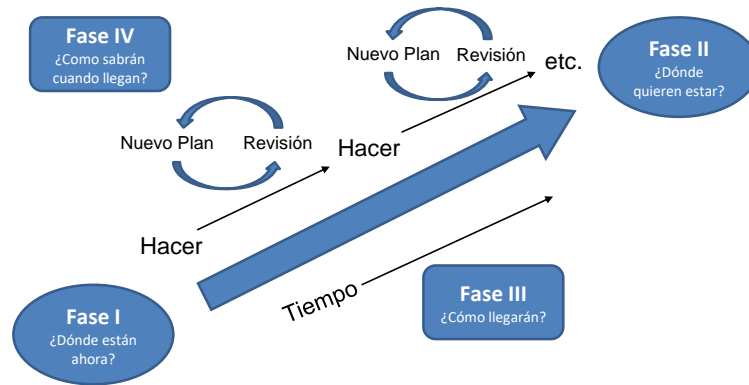 Fase IV
¿Como sabrán
cuando llegan?
Nuevo Plan
Revisión
etc.
Fase II
¿Dónde
quieren estar?
Nuevo Plan
Revisión
Hacer
Hacer
Tiempo
Fase III
¿Cómo llegarán?
Fase I
¿Dónde están
ahora?